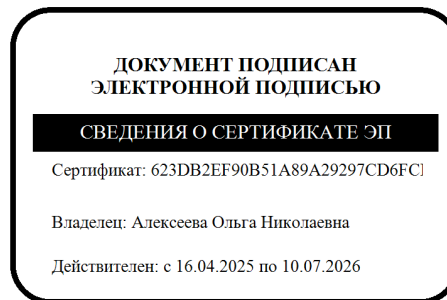 ДОКУМЕНТ ПОДПИСАН
ЭЛЕКТРОННОЙ ПОДПИСЬЮ
СВЕДЕНИЯ О СЕРТИФИКАТЕ ЭП
Сертификат: 623DB2EF90B51A89A29297CD6FC
Владелец: Алексеева Ольга Николаевна
Действителен: с 16.04.2025 по 10.07.2026